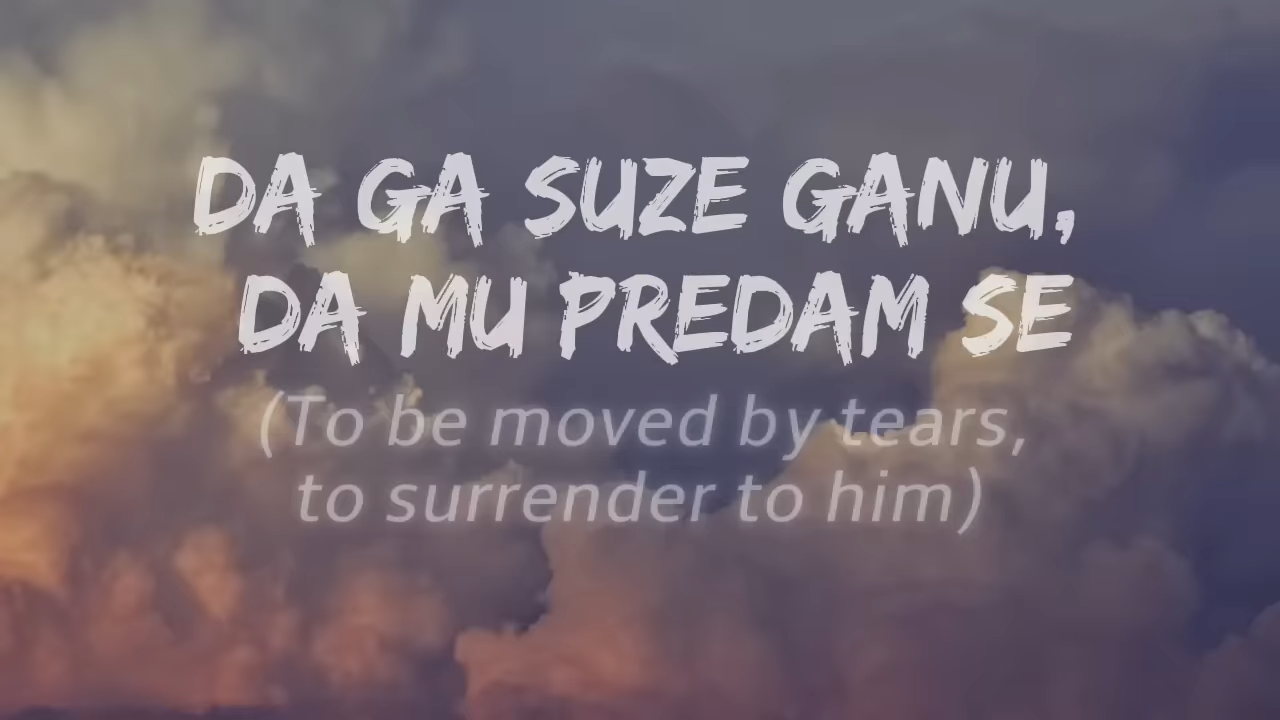 DA GA SUZE GANU,
DA MU PREDAM SE
(To be moved by tears,
to surrender to him)